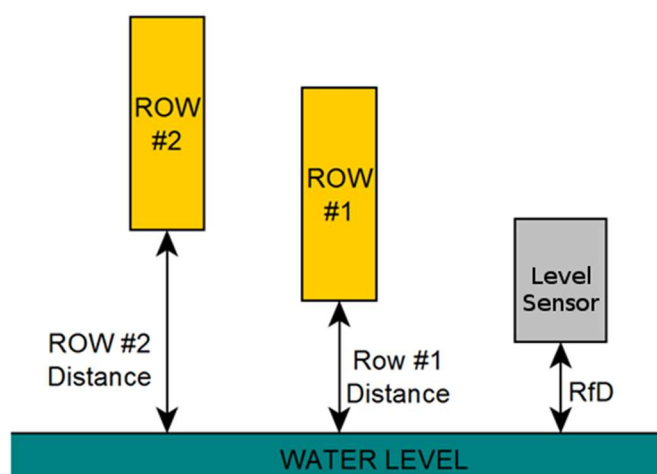 ROW
#2
ROW
#1
Level
Sensor
ROW #2
Distance
Row #1
Distance
RfD
WATER LEVEL